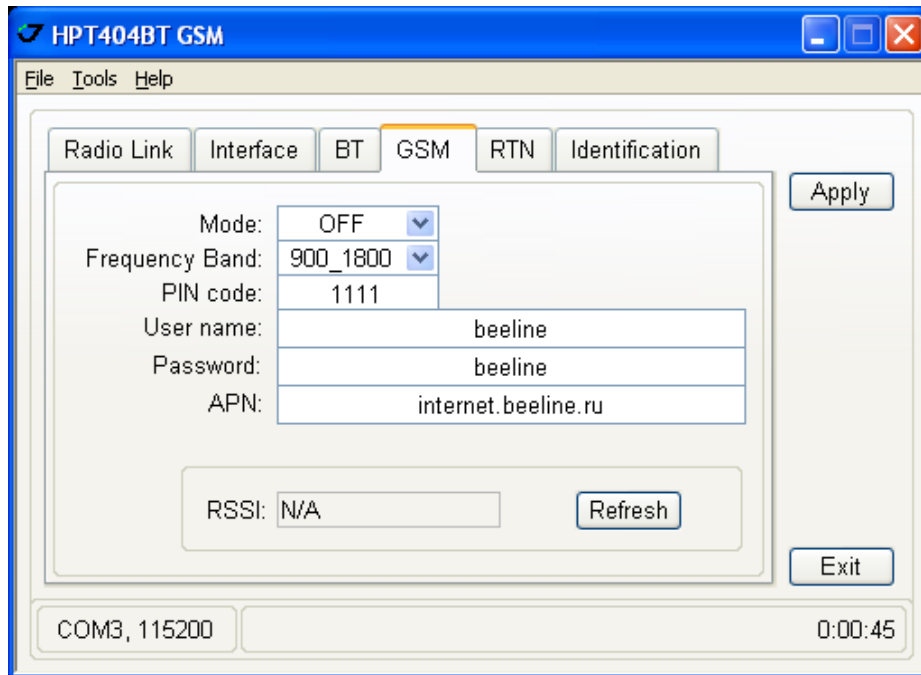 HPT404BT GSM
File Tools Help
Radio Link Interface BT GSM RTN Identification
Apply
Mode: OFF
Frequency Band: 900_1800
PIN code: 1111
User name: beeline
Password: beeline
APN: internet.beeline.ru
RSSI: N/A Refresh
Exit
COM3, 115200 0:00:45